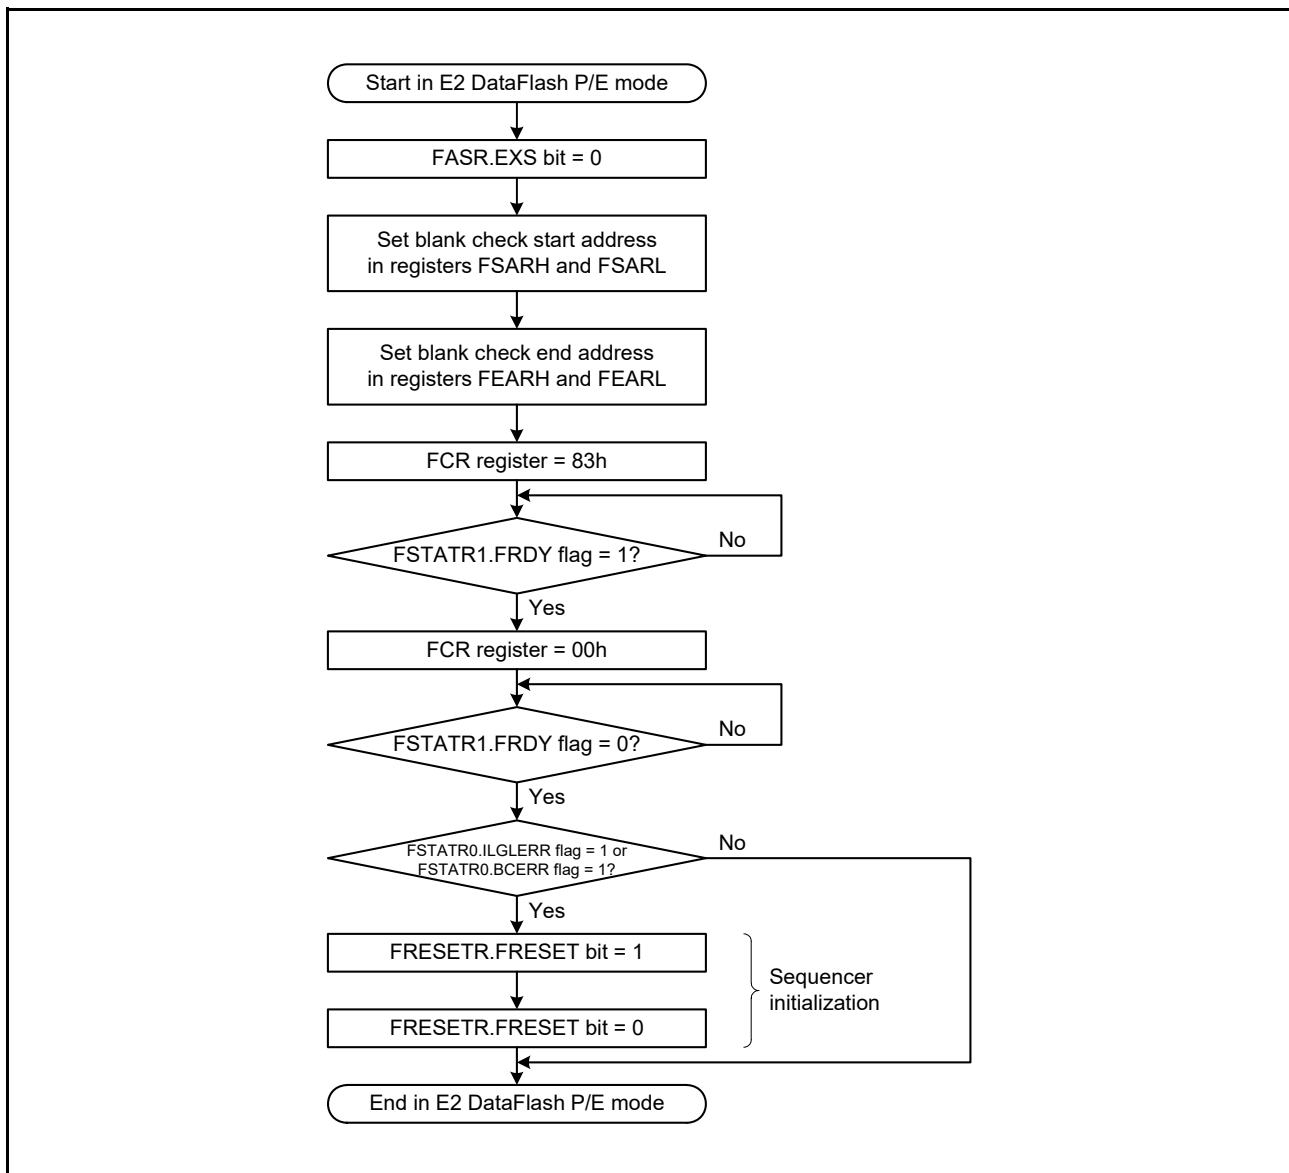 Start in E2 DataFlash P/E mode
FASR.EXS bit = 0
Set blank check start address
in registers FSARH and FSARL
Set blank check end address
in registers FEARH and FEARL
FCR register = 83h
FSTATR1.FRDY flag = 1?
No
Yes
FCR register = 00h
FSTATR1.FRDY flag = 0?
No
Yes
FSTATR0.ILGLERR flag = 1 or
FSTATR0.BCERR flag = 1?
No
Yes
FRESETR.FRESET bit = 1
Sequencer
initialization
FRESETR.FRESET bit = 0
End in E2 DataFlash P/E mode